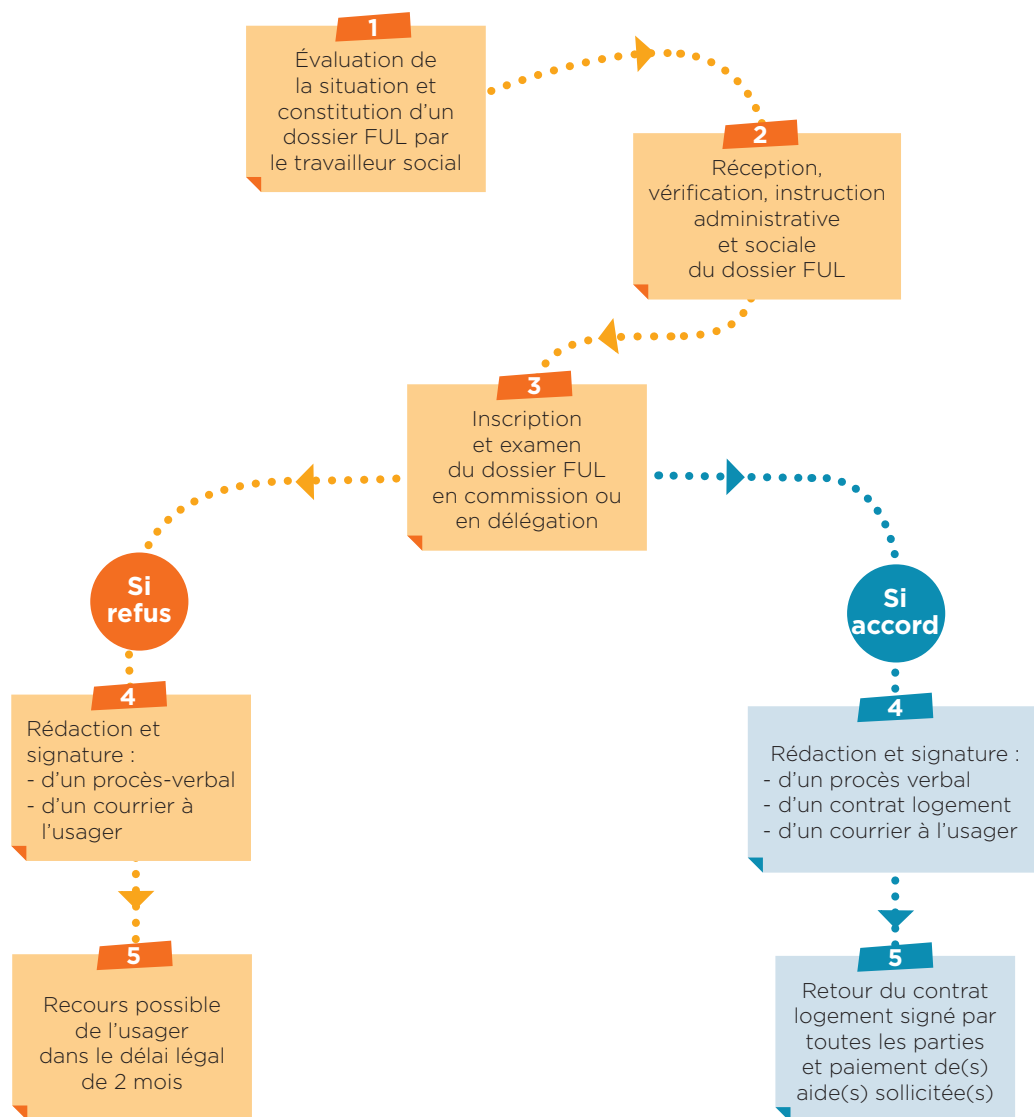 1
Évaluation de
la situation et
constitution d'un
dossier FUL par
le travailleur social
2
Réception,
vérification, instruction
administrative
et sociale
du dossier FUL
3
Inscription
et examen
du dossier FUL
en commission ou
en délégation
Si
refus
4
Rédaction et
signature :
- d'un procès-verbal
- d'un courrier à
l'usager
5
Recours possible
de l'usager
dans le délai légal
de 2 mois
Si
accord
4
Rédaction et signature :
- d'un procès verbal
- d'un contrat logement
- d'un courrier à l'usager
5
Retour du contrat
logement signé par
toutes les parties
et paiement de(s)
aide(s) sollicitée(s)